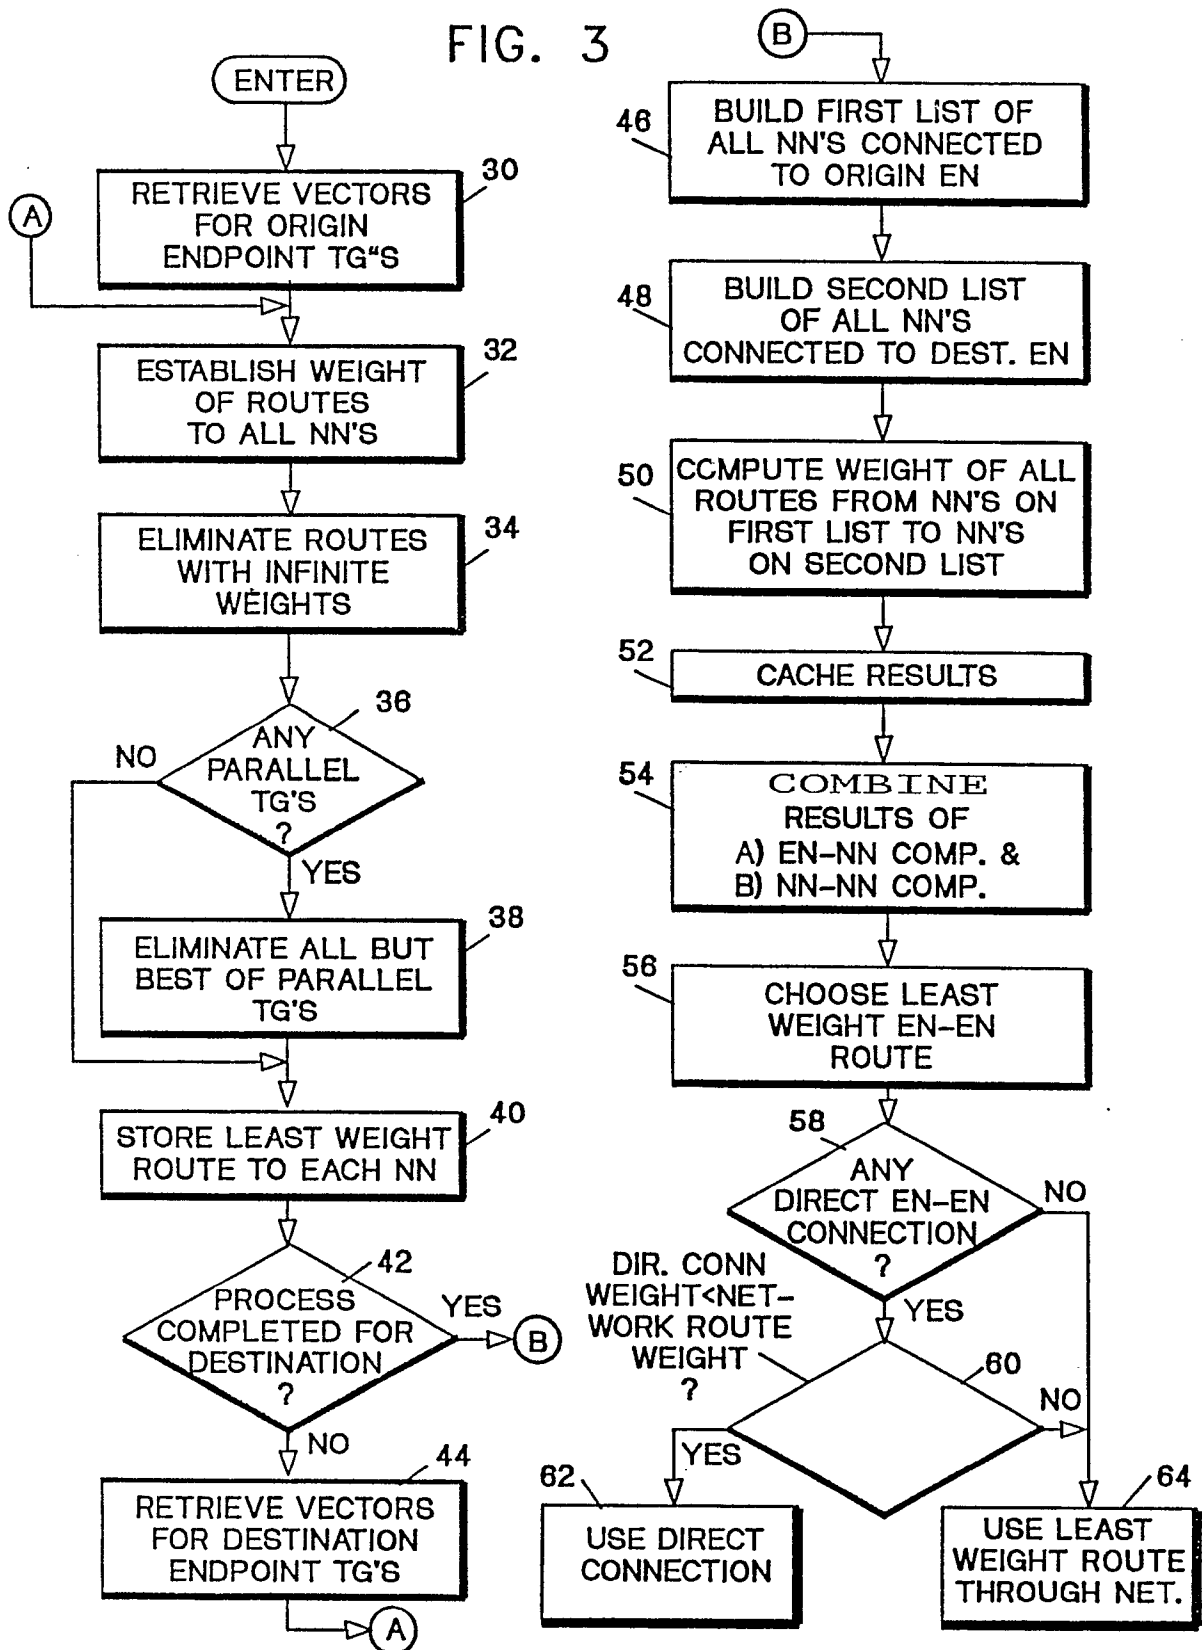 FIG. 3
ENTER
30
RETRIEVE VECTORS
FOR ORIGIN
ENDPOINT TG"S
A
32
ESTABLISH WEIGHT
OF ROUTES
TO ALL NN'S
34
ELIMINATE ROUTES
WITH INFINITE
WEIGHTS
36
ANY
PARALLEL
TG'S
?
NO
YES
38
ELIMINATE ALL BUT
BEST OF PARALLEL
TG'S
40
STORE LEAST WEIGHT
ROUTE TO EACH NN
42
PROCESS
COMPLETED FOR
DESTINATION
?
YES
B
NO
44
RETRIEVE VECTORS
FOR DESTINATION
ENDPOINT TG'S
A
B
46
BUILD FIRST LIST OF
ALL NN'S CONNECTED
TO ORIGIN EN
48
BUILD SECOND LIST
OF ALL NN'S
CONNECTED TO DEST. EN
50
COMPUTE WEIGHT OF ALL
ROUTES FROM NN'S ON
FIRST LIST TO NN'S
ON SECOND LIST
52
CACHE RESULTS
54
COMBINE
RESULTS OF
A) EN-NN COMP. &
B) NN-NN COMP.
56
CHOOSE LEAST
WEIGHT EN-EN
ROUTE
58
ANY
DIRECT EN-EN
CONNECTION
?
NO
YES
DIR. CONN
WEIGHT<NET-
WORK ROUTE
WEIGHT
?
60
NO
YES
62
USE DIRECT
CONNECTION
64
USE LEAST
WEIGHT ROUTE
THROUGH NET.